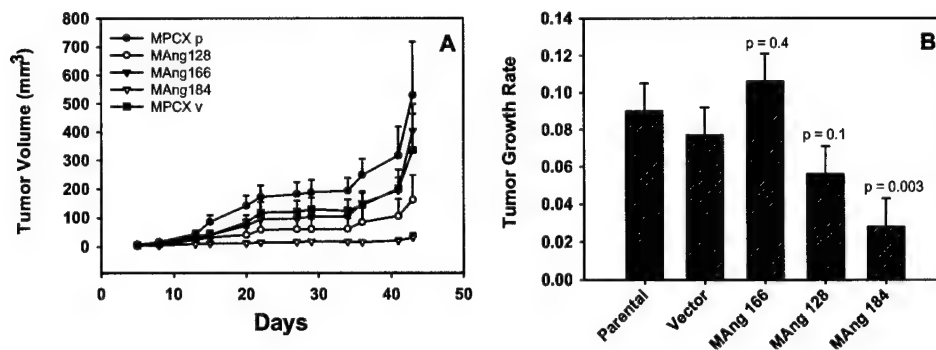 800
700
600
500
400
300
200
100
0
Tumor Volume (mm³)
MPCX p
MAng128
MAng166
MAng184
MPCX v
A
0
10
20
30
40
50
Days
0.14
0.12
0.10
0.08
0.06
0.04
0.02
0.00
Tumor Growth Rate
B
p = 0.4
p = 0.1
p = 0.003
Parental
Vector
MAng 166
MAng 128
MAng 184